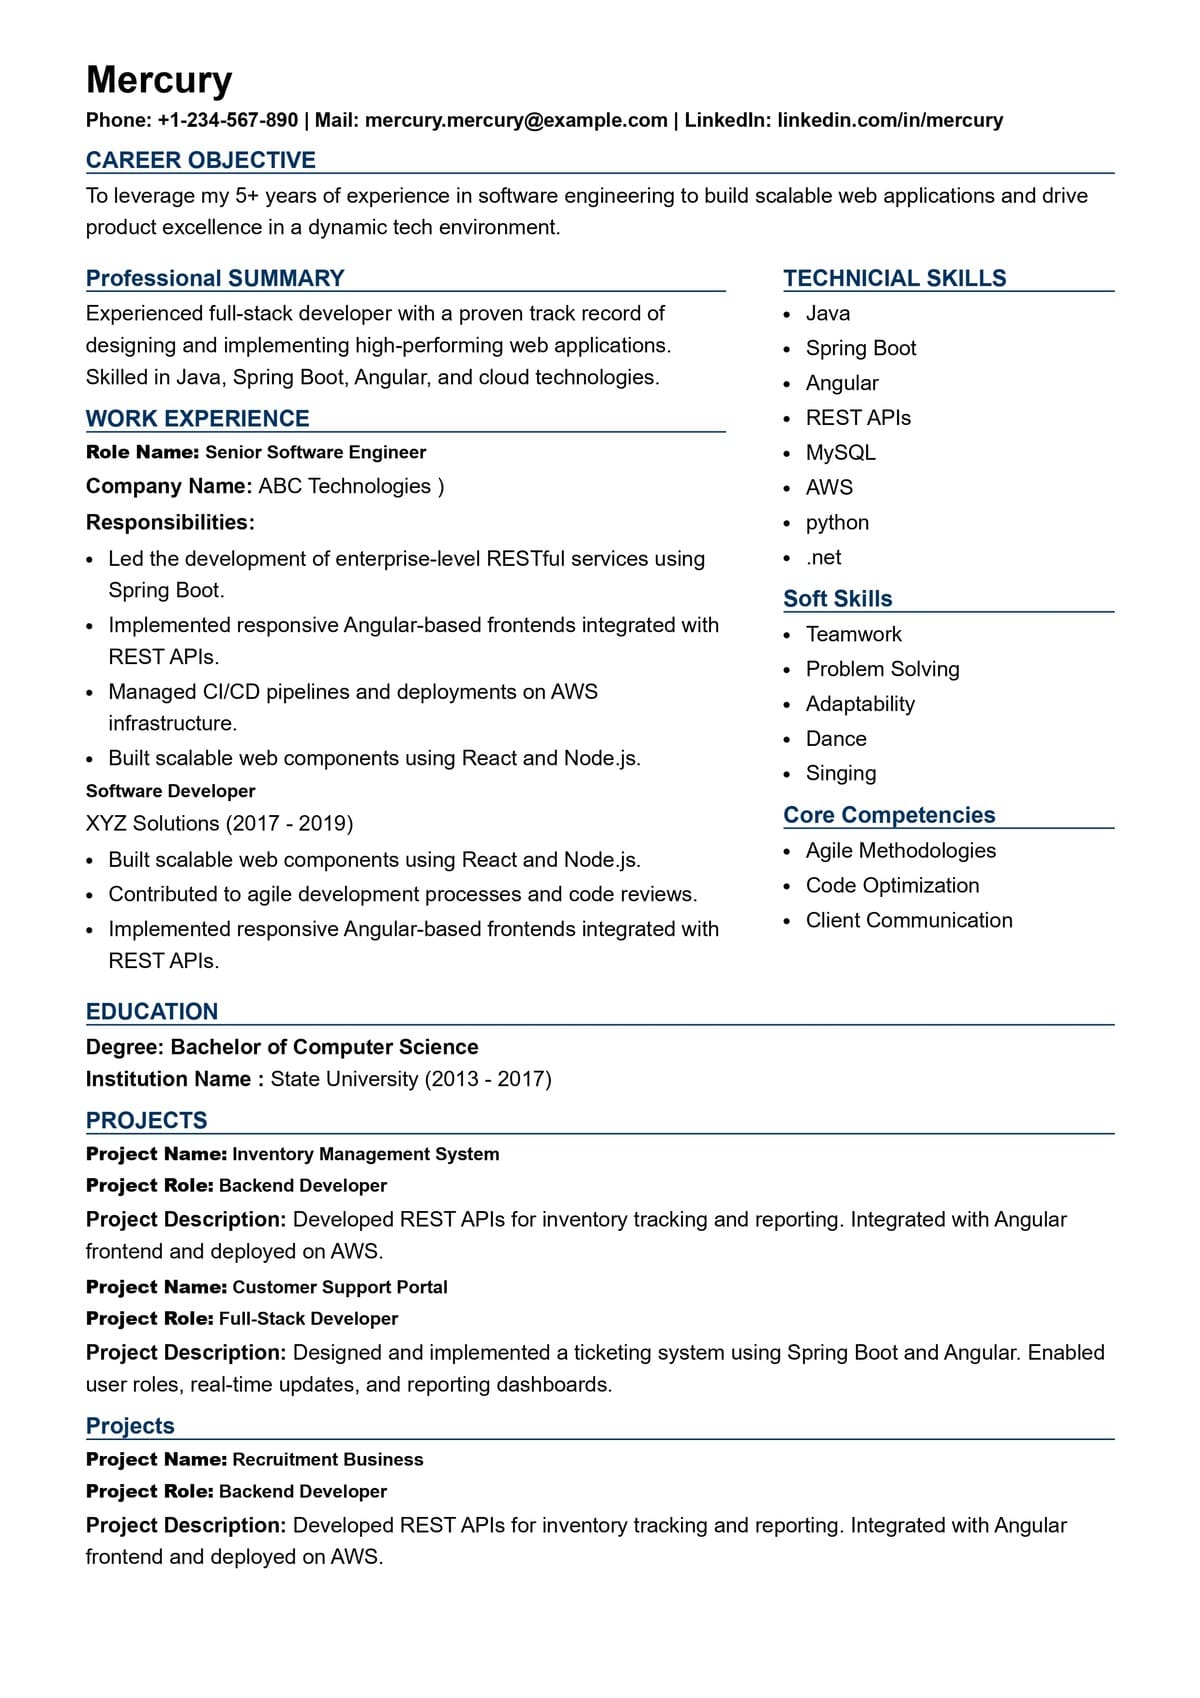 Mercury
Phone: +1-234-567-890 | Mail: mercury.mercury@example.com | LinkedIn: linkedin.com/in/mercury
CAREER OBJECTIVE
To leverage my 5+ years of experience in software engineering to build scalable web applications and drive
product excellence in a dynamic tech environment.
Professional SUMMARY
Experienced full-stack developer with a proven track record of
designing and implementing high-performing web applications.
Skilled in Java, Spring Boot, Angular, and cloud technologies.
WORK EXPERIENCE
Role Name: Senior Software Engineer
Company Name: ABC Technologies )
Responsibilities:
• Led the development of enterprise-level RESTful services using
Spring Boot.
• Implemented responsive Angular-based frontends integrated with
REST APIs.
• Managed CI/CD pipelines and deployments on AWS
infrastructure.
• Built scalable web components using React and Node.js.
Software Developer
XYZ Solutions (2017 - 2019)
• Built scalable web components using React and Node.js.
• Contributed to agile development processes and code reviews.
• Implemented responsive Angular-based frontends integrated with
REST APIs.
TECHNICIAL SKILLS
• Java
• Spring Boot
• Angular
• REST APIs
• MySQL
• AWS
• python
• .net
Soft Skills
• Teamwork
• Problem Solving
• Adaptability
• Dance
• Singing
Core Competencies
• Agile Methodologies
• Code Optimization
• Client Communication
EDUCATION
Degree: Bachelor of Computer Science
Institution Name : State University (2013 - 2017)
PROJECTS
Project Name: Inventory Management System
Project Role: Backend Developer
Project Description: Developed REST APIs for inventory tracking and reporting. Integrated with Angular
frontend and deployed on AWS.
Project Name: Customer Support Portal
Project Role: Full-Stack Developer
Project Description: Designed and implemented a ticketing system using Spring Boot and Angular. Enabled
user roles, real-time updates, and reporting dashboards.
Projects
Project Name: Recruitment Business
Project Role: Backend Developer
Project Description: Developed REST APIs for inventory tracking and reporting. Integrated with Angular
frontend and deployed on AWS.